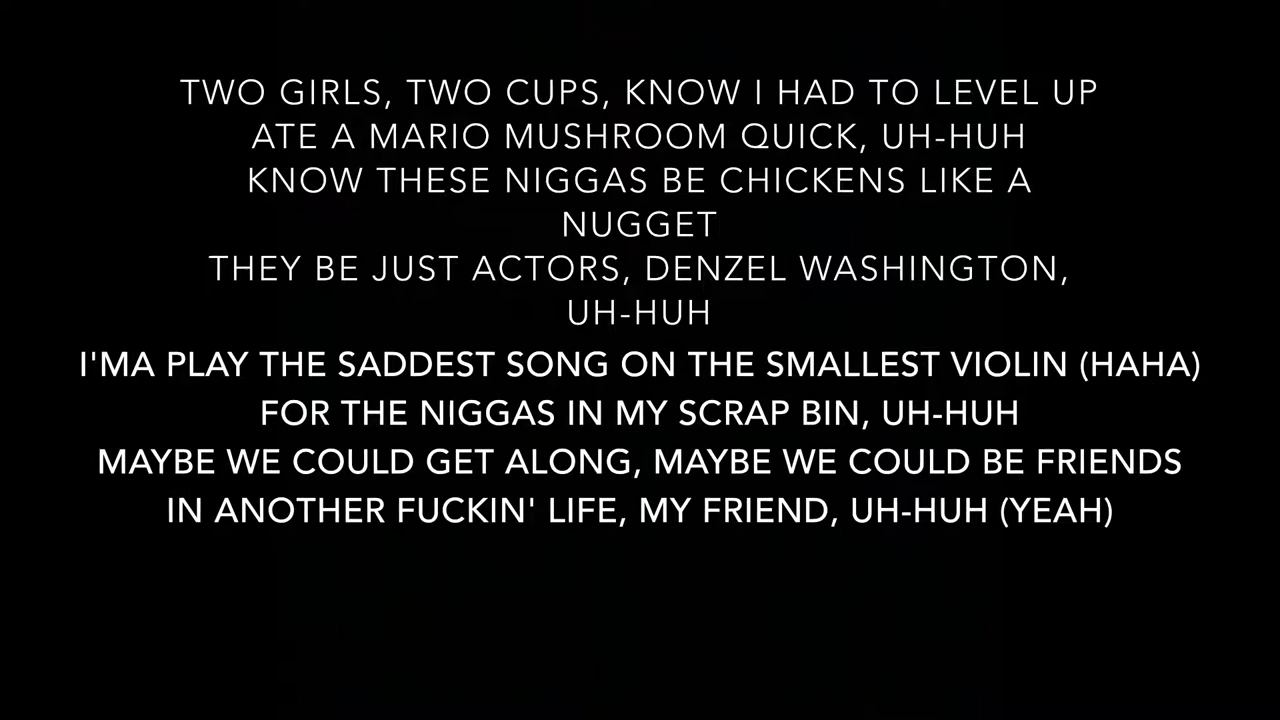 TWO GIRLS, TWO CUPS, KNOW I HAD TO LEVEL UP
ATE A MARIO MUSHROOM QUICK, UH-HUH
KNOW THESE NIGGAS BE CHICKENS LIKE A
NUGGET
THEY BE JUST ACTORS, DENZEL WASHINGTON,
UH-HUH
I'MA PLAY THE SADDEST SONG ON THE SMALLEST VIOLIN (HAHA)
FOR THE NIGGAS IN MY SCRAP BIN, UH-HUH
MAYBE WE COULD GET ALONG, MAYBE WE COULD BE FRIENDS
IN ANOTHER FUCKIN' LIFE, MY FRIEND, UH-HUH (YEAH)